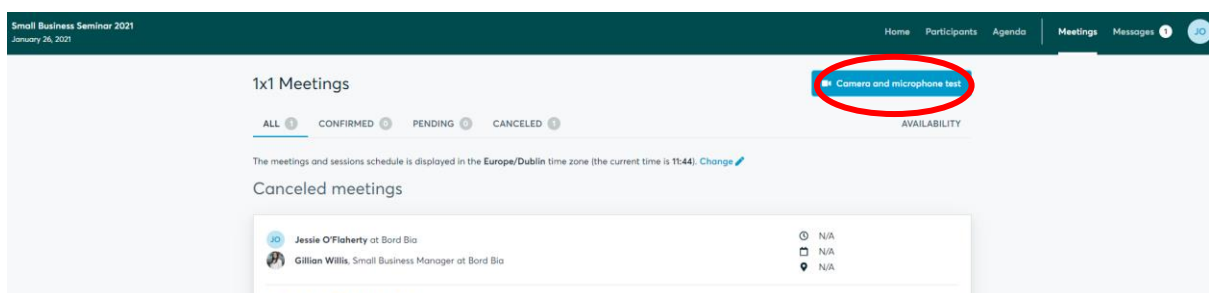 Small Business Seminar 2021
January 26, 2021
Home Participants Agenda Meetings Messages 1 JO
1x1 Meetings
Camera and microphone test
ALL 1 CONFIRMED 0 PENDING 0 CANCELED 1
AVAILABILITY
The meetings and sessions schedule is displayed in the Europe/Dublin time zone (the current time is 11:44). Change
Canceled meetings
JO Jessie O'Flaherty at Bord Bia
Gillian Willis, Small Business Manager at Bord Bia
N/A
N/A
N/A